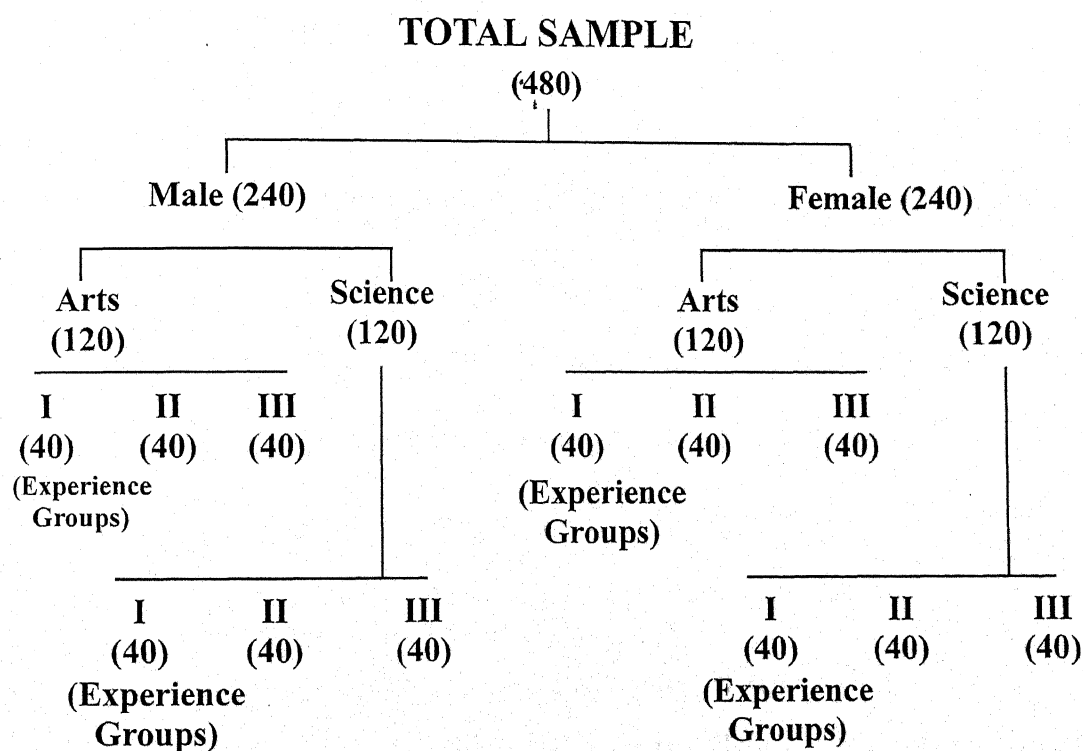 TOTAL SAMPLE
(480)
Male (240)
Female (240)
Arts
(120)
Science
(120)
Arts
(120)
Science
(120)
I II III
(40) (40) (40)
(Experience
Groups)
I II III
(40) (40) (40)
(Experience
Groups)
I II III
(40) (40) (40)
(Experience
Groups)
I II III
(40) (40) (40)
(Experience
Groups)